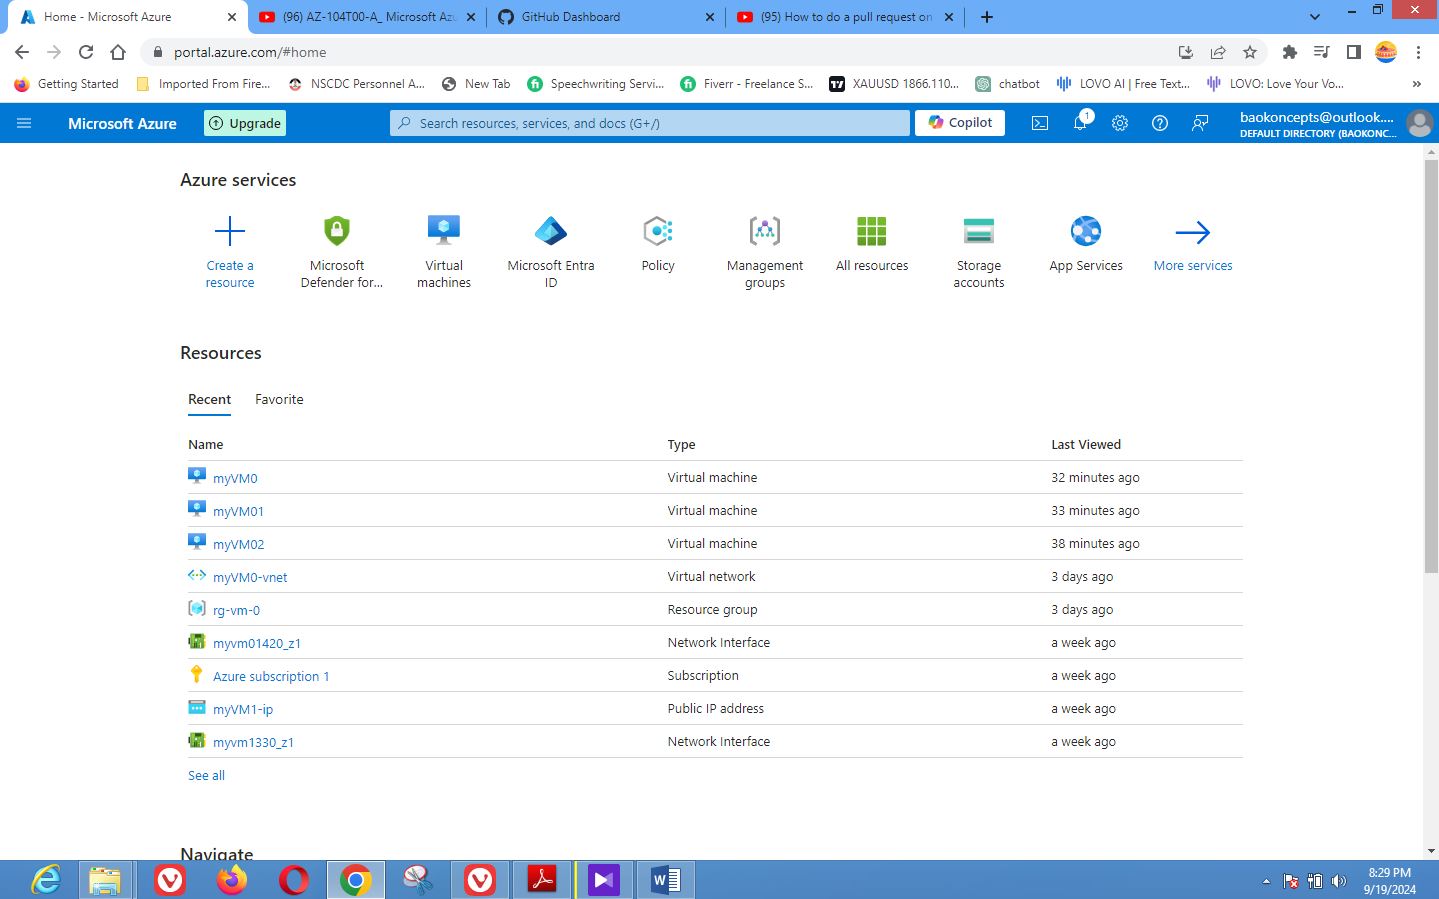 Home - Microsoft Azure
(96) AZ-104T00-A_ Microsoft Azu
GitHub Dashboard
(95) How to do a pull request on
portal.azure.com/#home
Getting Started
Imported From Fire...
NSCDC Personnel A...
New Tab
Speechwriting Servi...
Fiverr - Freelance S...
XAUUSD 1866.110...
chatbot
LOVO AI | Free Text...
LOVO: Love Your Vo...
»
Microsoft Azure
Upgrade
Search resources, services, and docs (G+/)
Copilot
1
baokoncepts@outlook....
DEFAULT DIRECTORY (BAOKONC...
Azure services
Create a
resource
Microsoft
Defender for...
Virtual
machines
Microsoft Entra
ID
Policy
Management
groups
All resources
Storage
accounts
App Services
More services
Resources
Recent Favorite
Name Type Last Viewed
myVM0 Virtual machine 32 minutes ago
myVM01 Virtual machine 33 minutes ago
myVM02 Virtual machine 38 minutes ago
myVM0-vnet Virtual network 3 days ago
rg-vm-0 Resource group 3 days ago
myvm01420_z1 Network Interface a week ago
Azure subscription 1 Subscription a week ago
myVM1-ip Public IP address a week ago
myvm1330_z1 Network Interface a week ago
See all
Navigate
8:29 PM
9/19/2024